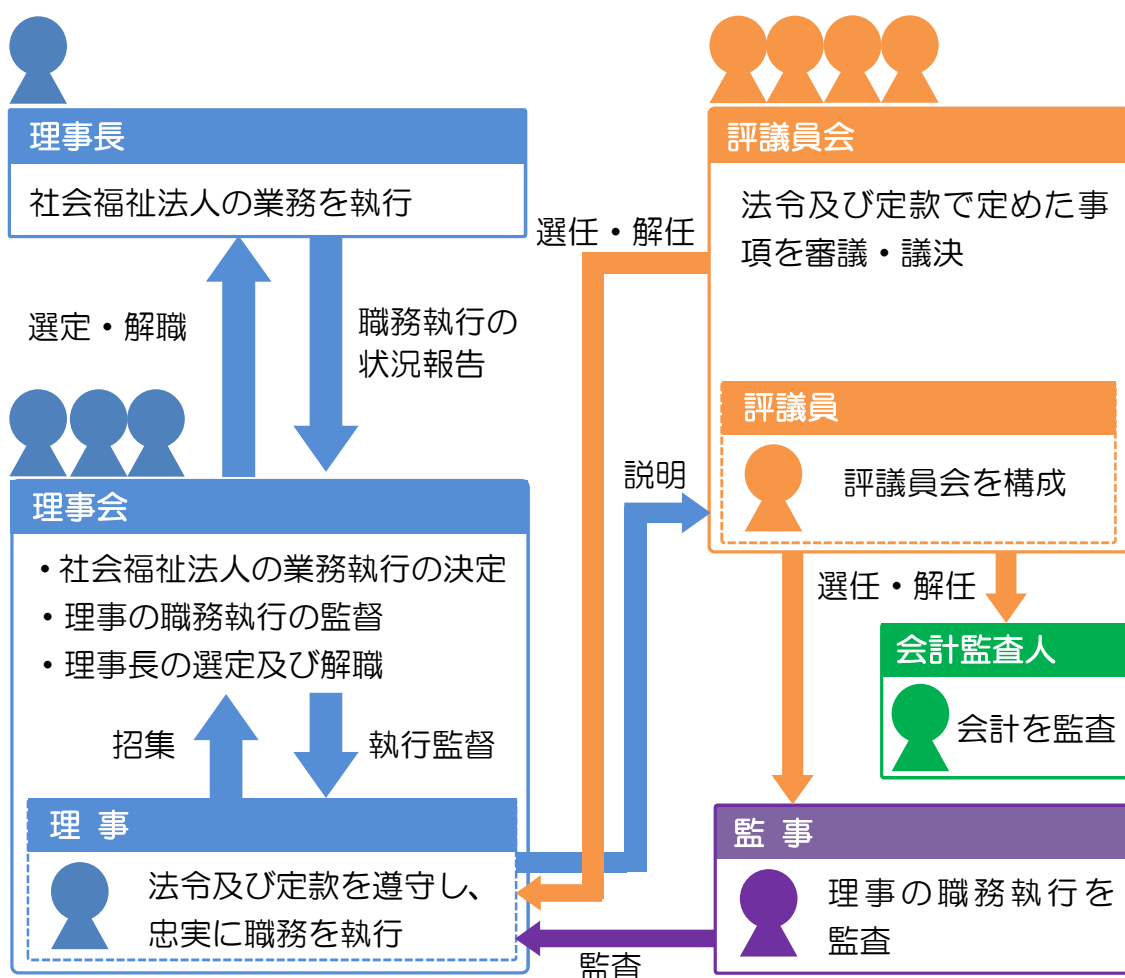 理事長
社会福祉法人の業務を執行
選定・解職
職務執行の
状況報告
理事会
・社会福祉法人の業務執行の決定
・理事の職務執行の監督
・理事長の選定及び解職
招集
執行監督
理 事
法令及び定款を遵守し、
忠実に職務を執行
選任・解任
説明
評議員会
法令及び定款で定めた事
項を審議・議決
評議員
評議員会を構成
選任・解任
会計監査人
会計を監査
監 事
理事の職務執行を
監査
監査